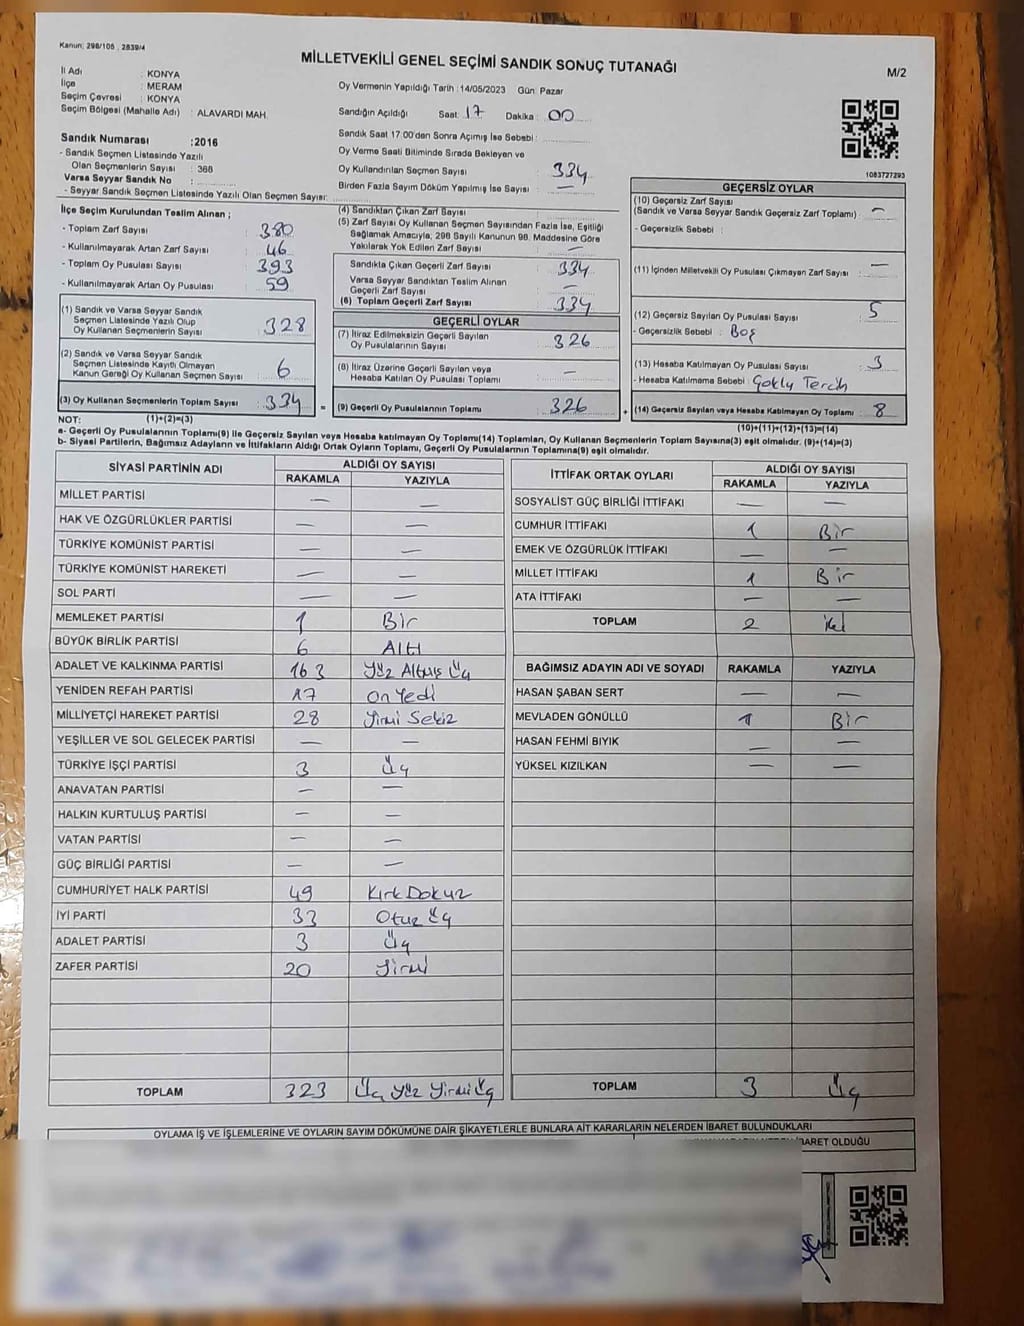 Kanun: 298/105 , 2839/4
MİLLETVEKİLİ GENEL SEÇİMİ SANDIK SONUÇ TUTANAĞI
M/2
İl Adı : KONYA
İlçe : MERAM
Seçim Çevresi : KONYA
Seçim Bölgesi (Mahalle Adı) : ALAVARDI MAH.
Oy Vermenin Yapıldığı Tarih :14/05/2023 Gün: Pazar
Sandığın Açıldığı Saat: 17 Dakika : 00
Sandık Saat 17:00'den Sonra Açmış İse Sebebi :
Oy Verme Saati Bitiminde Sırada Bekleyen ve
Oy Kullandırılan Seçmen Sayısı : 334
Birden Fazla Sayım Döküm Yapılmış İse Sayısı : —
1083727293
Sandık Numarası :2016
- Sandık Seçmen Listesinde Yazılı
Olan Seçmenlerin Sayısı : 368
Varsa Seyyar Sandık No :
- Seyyar Sandık Seçmen Listesinde Yazılı Olan Seçmen Sayısı:
İlçe Seçim Kurulundan Teslim Alınan ;
- Toplam Zarf Sayısı : 380
- Kullanılmayarak Artan Zarf Sayısı : 46
- Toplam Oy Pusulası Sayısı : 393
- Kullanılmayarak Artan Oy Pusulası : 59
(1) Sandık ve Varsa Seyyar Sandık
Seçmen Listesinde Yazılı Olup
Oy Kullanan Seçmenlerin Sayısı : 328
(2) Sandık ve Varsa Seyyar Sandık
Seçmen Listesinde Kayıtlı Olmayan
Kanun Gereği Oy Kullanan Seçmen Sayısı : 6
(3) Oy Kullanan Seçmenlerin Toplam Sayısı : 334 =
(1)+(2)=(3)
(4) Sandıktan Çıkan Zarf Sayısı :
(5) Zarf Sayısı Oy Kullanan Seçmen Sayısından Fazla İse, Eşitliği
Sağlamak Amacıyla, 298 Sayılı Kanunun 98. Maddesine Göre
Yakılarak Yok Edilen Zarf Sayısı : —
Sandıkta Çıkan Geçerli Zarf Sayısı : 334
Varsa Seyyar Sandıktan Teslim Alınan
Geçerli Zarf Sayısı : —
(6) Toplam Geçerli Zarf Sayısı : 334
GEÇERLİ OYLAR
(7) İtiraz Edilmeksizin Geçerli Sayılan
Oy Pusulalarının Sayısı : 326
(8) İtiraz Üzerine Geçerli Sayılan veya
Hesaba Katılan Oy Pusulası Toplamı : —
(9) Geçerli Oy Pusulalarının Toplamı : 326 +
GEÇERSİZ OYLAR
(10) Geçersiz Zarf Sayısı
(Sandık ve Varsa Seyyar Sandık Geçersiz Zarf Toplamı) : —
- Geçersizlik Sebebi :
(11) İçinden Milletvekili Oy Pusulası Çıkmayan Zarf Sayısı : —
(12) Geçersiz Sayılan Oy Pusulası Sayısı : 5
- Geçersizlik Sebebi : Boş
(13) Hesaba Katılmayan Oy Pusulası Sayısı : 3
- Hesaba Katılmama Sebebi : Çoklu Tercih
(14) Geçersiz Sayılan veya Hesaba Katılmayan Oy Toplamı : 8
(10)+(11)+(12)+(13)=(14)
NOT:
a- Geçerli Oy Pusulalarının Toplamı(9) ile Geçersiz Sayılan veya Hesaba katılmayan Oy Toplamı(14) Toplamları, Oy Kullanan Seçmenlerin Toplam Sayısına(3) eşit olmalıdır. (9)+(14)=(3)
b- Siyasi Partilerin, Bağımsız Adayların ve İttifakların Aldığı Ortak Oyların Toplamı, Geçerli Oy Pusulalarının Toplamına(9) eşit olmalıdır.
SİYASİ PARTİNİN ADI ALDIĞI OY SAYISI
RAKAMLA YAZIYLA
MİLLET PARTİSİ — —
HAK VE ÖZGÜRLÜKLER PARTİSİ — —
TÜRKİYE KOMÜNİST PARTİSİ — —
TÜRKİYE KOMÜNİST HAREKETİ — —
SOL PARTİ — —
MEMLEKET PARTİSİ 1 Bir
BÜYÜK BİRLİK PARTİSİ 6 Altı
ADALET VE KALKINMA PARTİSİ 163 Yüz Altmış Üç
YENİDEN REFAH PARTİSİ 17 On Yedi
MİLLİYETÇİ HAREKET PARTİSİ 28 Yirmi Sekiz
YEŞİLLER VE SOL GELECEK PARTİSİ — —
TÜRKİYE İŞÇİ PARTİSİ 3 Üç
ANAVATAN PARTİSİ — —
HALKIN KURTULUŞ PARTİSİ — —
VATAN PARTİSİ — —
GÜÇ BİRLİĞİ PARTİSİ — —
CUMHURİYET HALK PARTİSİ 49 Kırk Dokuz
İYİ PARTİ 33 Otuz Üç
ADALET PARTİSİ 3 Üç
ZAFER PARTİSİ 20 Yirmi
TOPLAM 323 Üç Yüz Yirmi Üç
İTTİFAK ORTAK OYLARI ALDIĞI OY SAYISI
RAKAMLA YAZIYLA
SOSYALİST GÜÇ BİRLİĞİ İTTİFAKI — —
CUMHUR İTTİFAKI 1 Bir
EMEK VE ÖZGÜRLÜK İTTİFAKI — —
MİLLET İTTİFAKI 1 Bir
ATA İTTİFAKI — —
TOPLAM 2 iki
BAĞIMSIZ ADAYIN ADI VE SOYADI RAKAMLA YAZIYLA
HASAN ŞABAN SERT — —
MEVLADEN GÖNÜLLÜ 1 Bir
HASAN FEHMI BIYIK — —
YÜKSEL KIZILKAN — —
TOPLAM 3 Üç
OYLAMA İŞ VE İŞLEMLERİNE VE OYLARIN SAYIM DÖKÜMÜNE DAİR ŞİKAYETLERLE BUNLARA AİT KARARLARIN NELERDEN İBARET BULUNDUKLARI
İBARET OLDUĞU